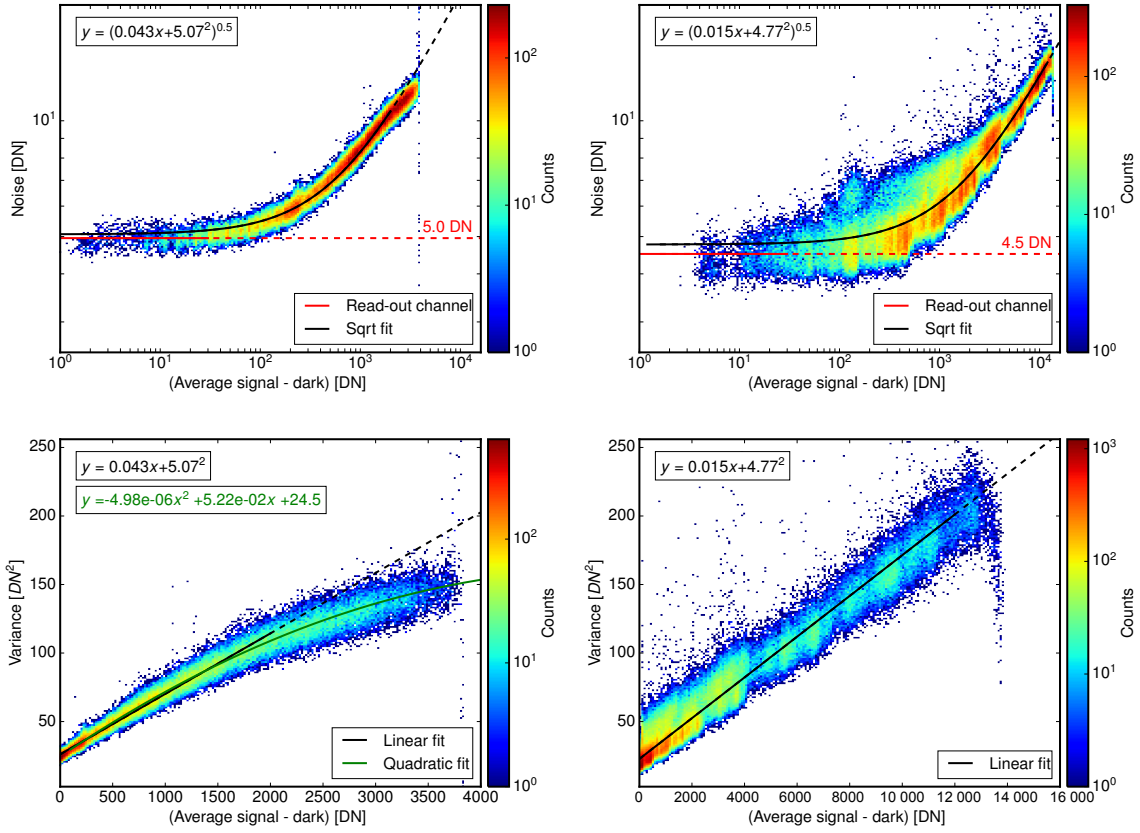 y = (0.043x+5.07²)^0.5
5.0 DN
Read-out channel
Sqrt fit
Noise [DN]
10¹
10⁰ 10¹ 10² 10³ 10⁴
(Average signal - dark) [DN]
10²
10¹
10⁰
Counts
y = (0.015x+4.77²)^0.5
4.5 DN
Read-out channel
Sqrt fit
Noise [DN]
10¹
10⁰ 10¹ 10² 10³ 10⁴
(Average signal - dark) [DN]
10²
10¹
10⁰
Counts
y = 0.043x+5.07²
y =-4.98e-06x² +5.22e-02x +24.5
Linear fit
Quadratic fit
Variance [DN²]
250
200
150
100
50
0 500 1000 1500 2000 2500 3000 3500 4000
(Average signal - dark) [DN]
10²
10¹
10⁰
Counts
y = 0.015x+4.77²
Linear fit
Variance [DN²]
250
200
150
100
50
0 2000 4000 6000 8000 10 000 12 000 14 000 16 000
(Average signal - dark) [DN]
10³
10²
10¹
10⁰
Counts